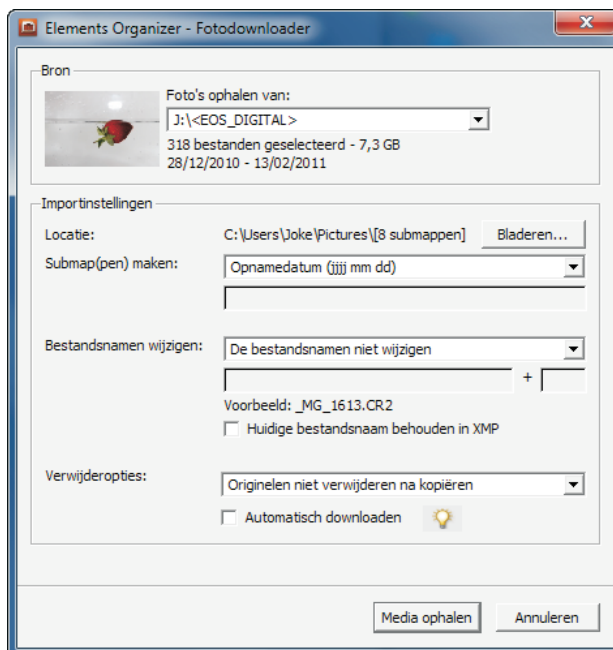 Elements Organizer - Fotodownloader
Bron
Foto's ophalen van:
J:\<EOS_DIGITAL>
318 bestanden geselecteerd - 7,3 GB
28/12/2010 - 13/02/2011
Importinstellingen
Locatie: C:\Users\Joke\Pictures\[8 submappen] Bladeren...
Submap(pen) maken: Opnamedatum (jjjj mm dd)
Bestandsnamen wijzigen: De bestandsnamen niet wijzigen
+
Voorbeeld: _MG_1613.CR2
Huidige bestandsnaam behouden in XMP
Verwijderopties: Originelen niet verwijderen na kopiëren
Automatisch downloaden
Media ophalen Annuleren